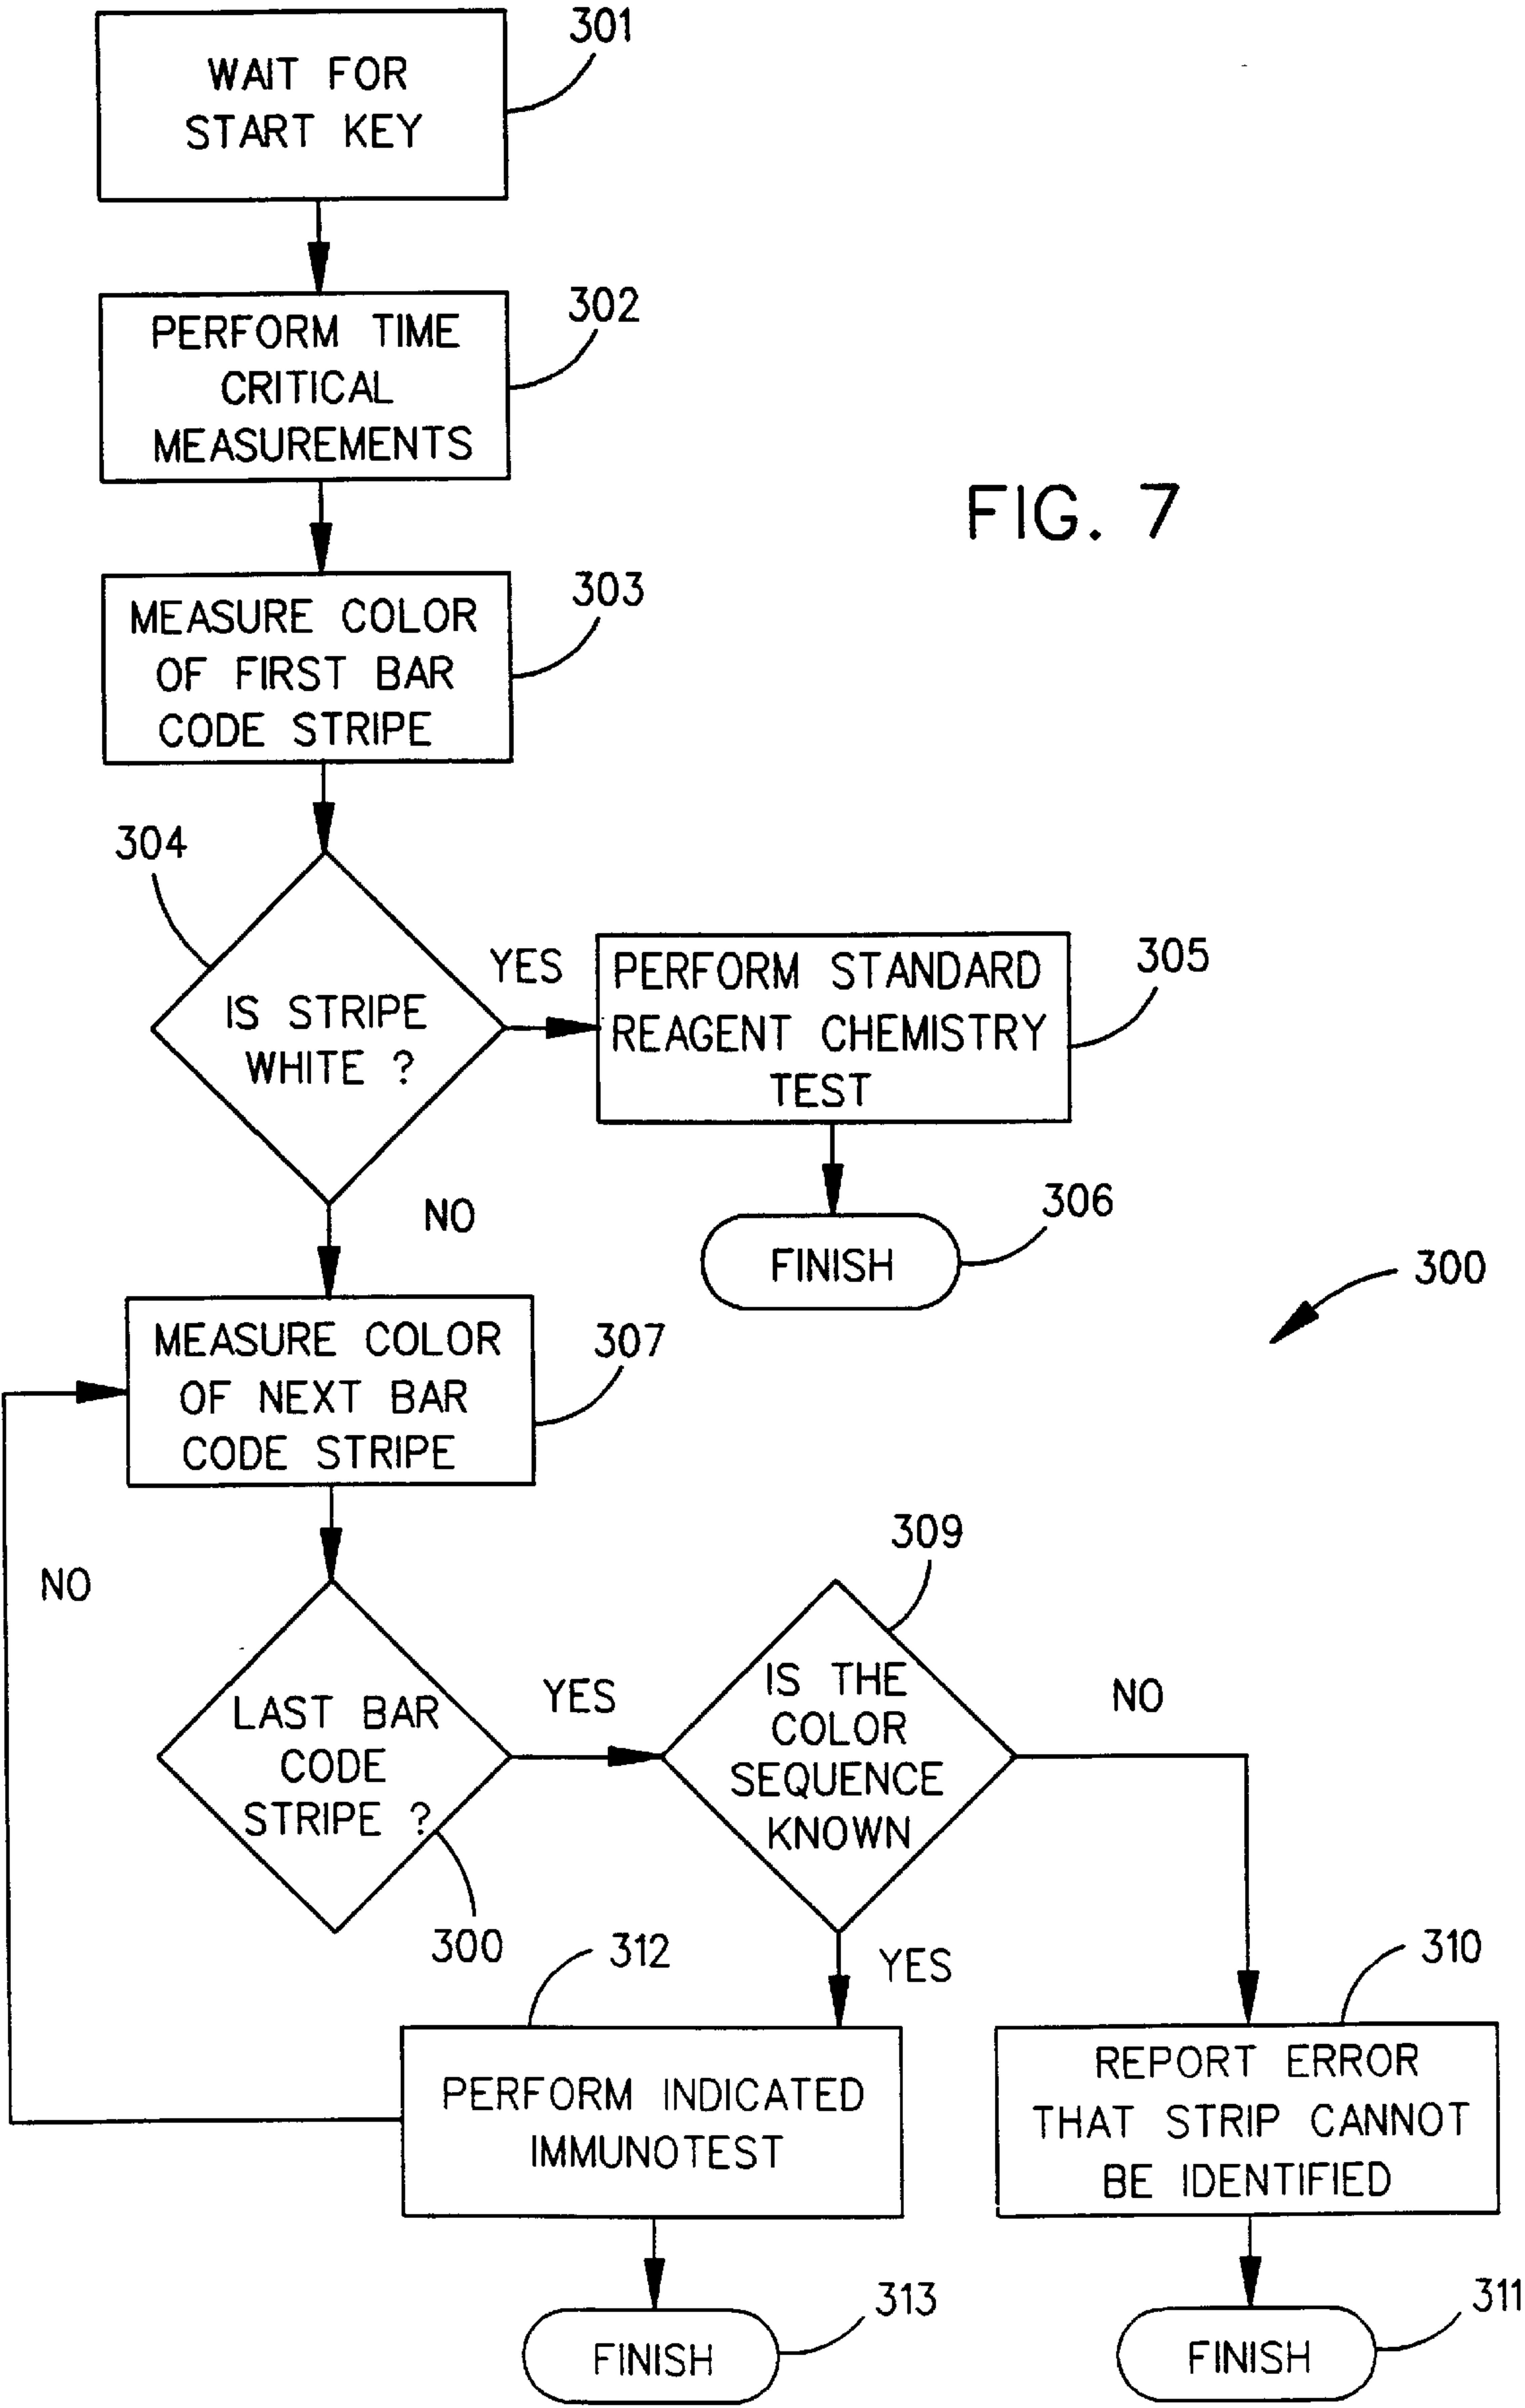 301
WAIT FOR
START KEY
302
PERFORM TIME
CRITICAL
MEASUREMENTS
FIG. 7
303
MEASURE COLOR
OF FIRST BAR
CODE STRIPE
304
IS STRIPE
WHITE ?
YES
305
PERFORM STANDARD
REAGENT CHEMISTRY
TEST
NO
306
FINISH
300
307
MEASURE COLOR
OF NEXT BAR
CODE STRIPE
NO
LAST BAR
CODE
STRIPE ?
300
YES
309
IS THE
COLOR
SEQUENCE
KNOWN
NO
YES
312
PERFORM INDICATED
IMMUNOTEST
310
REPORT ERROR
THAT STRIP CANNOT
BE IDENTIFIED
313
FINISH
311
FINISH